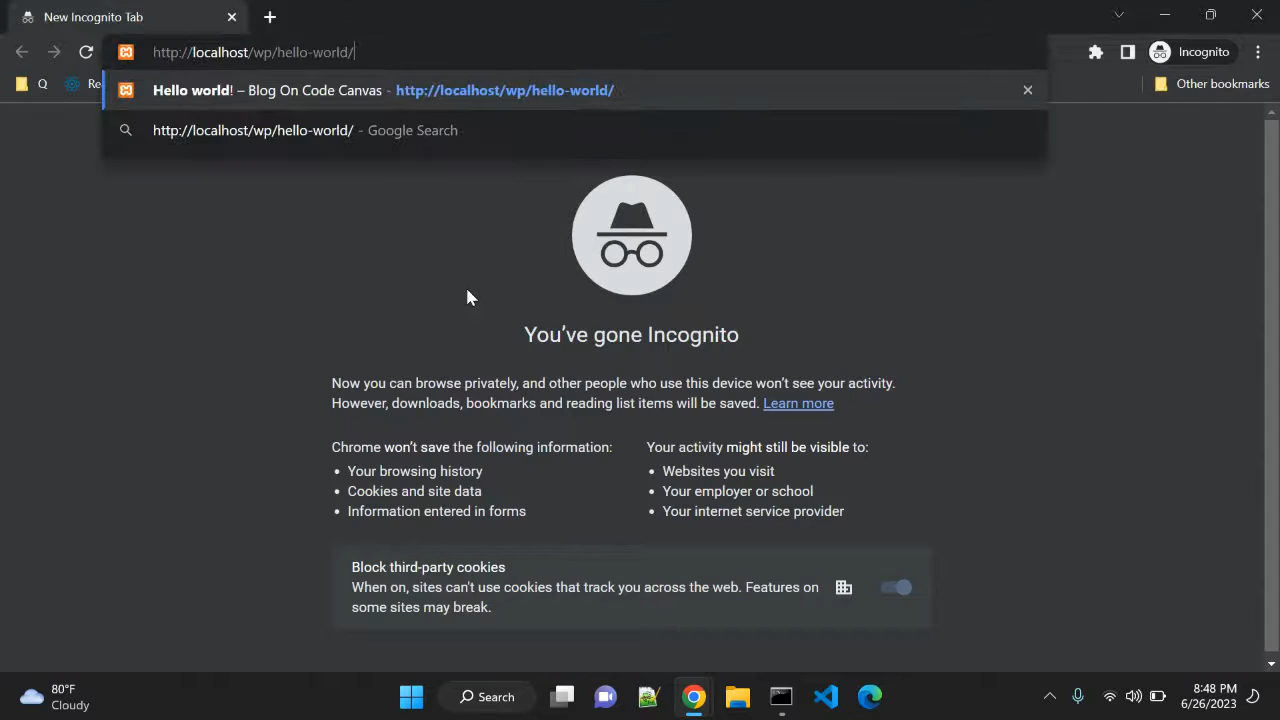 New Incognito Tab
http://localhost/wp/hello-world/
Incognito
Q
Re
Other bookmarks
Hello world! – Blog On Code Canvas - http://localhost/wp/hello-world/
http://localhost/wp/hello-world/ - Google Search
You've gone Incognito
Now you can browse privately, and other people who use this device won't see your activity.
However, downloads, bookmarks and reading list items will be saved. Learn more
Chrome won't save the following information:
• Your browsing history
• Cookies and site data
• Information entered in forms
Your activity might still be visible to:
• Websites you visit
• Your employer or school
• Your internet service provider
Block third-party cookies
When on, sites can't use cookies that track you across the web. Features on
some sites may break.
80°F
Cloudy
Search
8:48 PM
6/26/2023